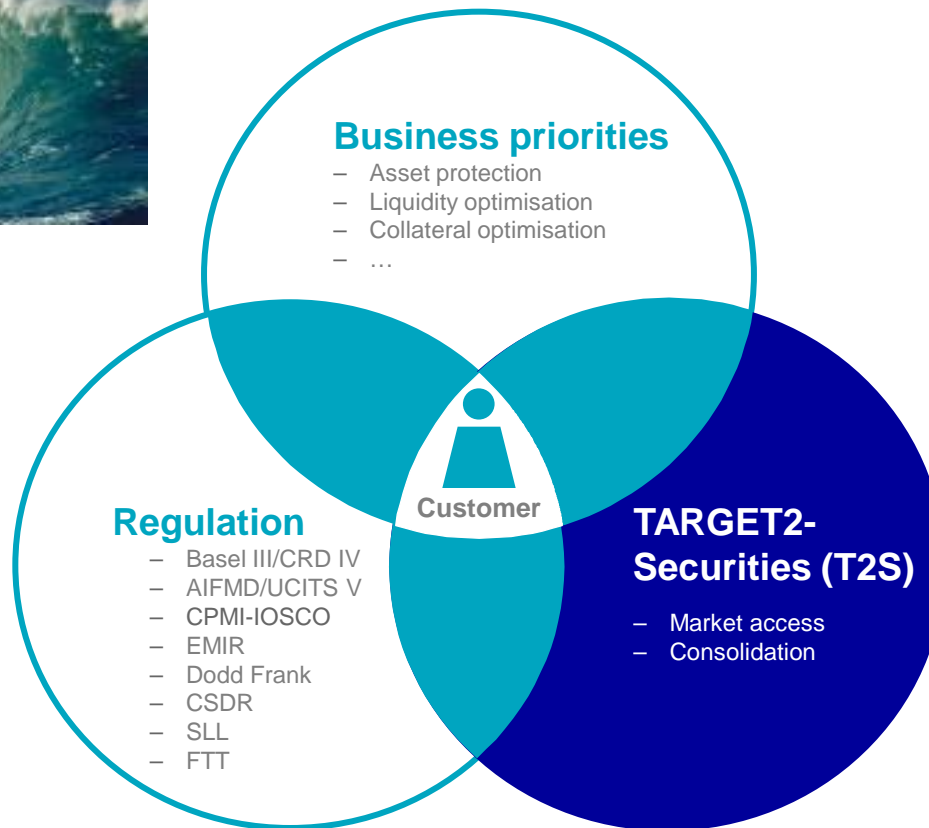 Business priorities
– Asset protection
– Liquidity optimisation
– Collateral optimisation
– …
Customer
Regulation
– Basel III/CRD IV
– AIFMD/UCITS V
– CPMI-IOSCO
– EMIR
– Dodd Frank
– CSDR
– SLL
– FTT
TARGET2-
Securities (T2S)
– Market access
– Consolidation